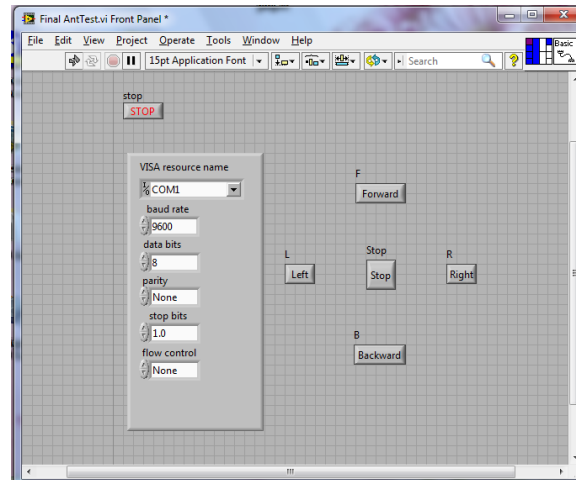 Final AntTest.vi Front Panel *
File Edit View Project Operate Tools Window Help
15pt Application Font
Search
Basic
stop
STOP
VISA resource name
COM1
baud rate
9600
data bits
8
parity
None
stop bits
1.0
flow control
None
F
Forward
L
Left
Stop
Stop
R
Right
B
Backward